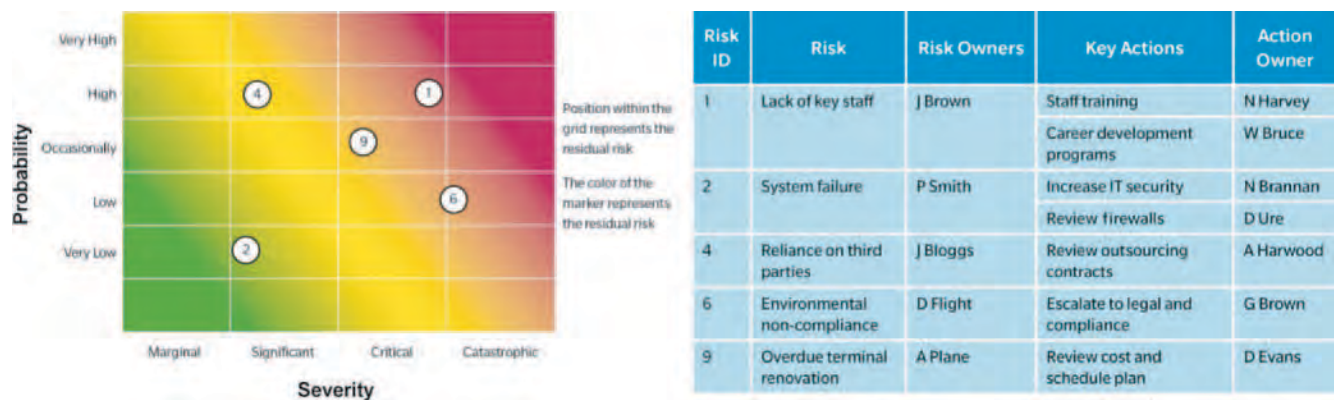 Very High
High
Occasionally
Low
Very Low
Probability
4
1
9
6
2
Marginal
Significant
Critical
Catastrophic
Severity
Position within the
grid represents the
residual risk
The color of the
marker represents
the residual risk
Risk ID Risk Risk Owners Key Actions Action Owner
1 Lack of key staff J Brown Staff training N Harvey
Career development programs W Bruce
2 System failure P Smith Increase IT security N Brannan
Review firewalls D Ure
4 Reliance on third parties J Bloggs Review outsourcing contracts A Harwood
6 Environmental non-compliance D Flight Escalate to legal and compliance G Brown
9 Overdue terminal renovation A Plane Review cost and schedule plan D Evans